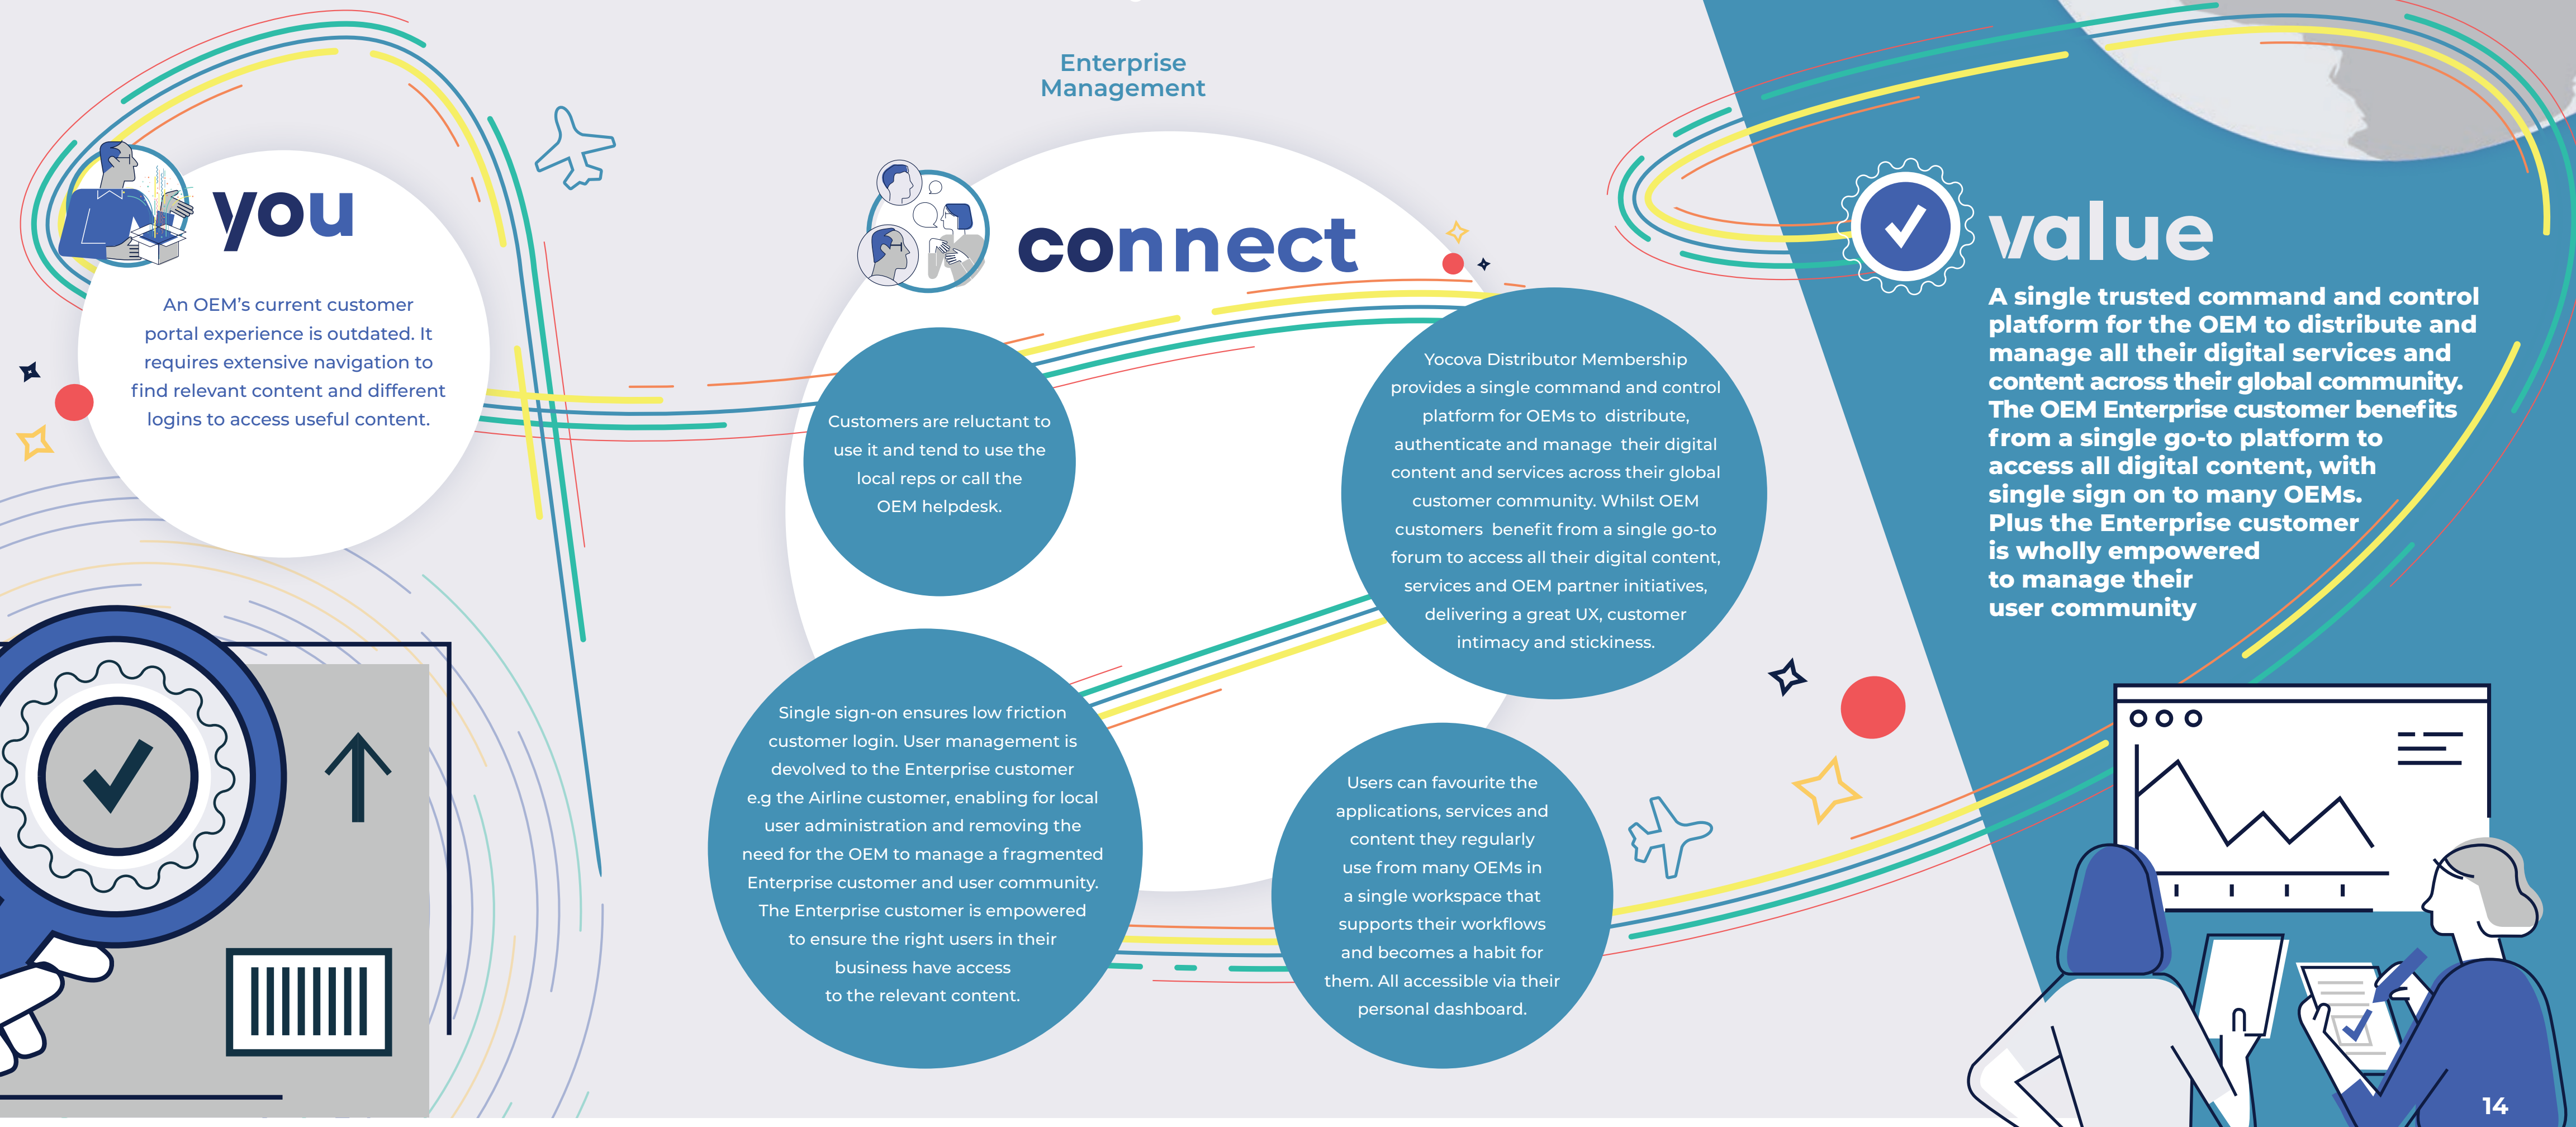 Enterprise
Management
you
An OEM's current customer
portal experience is outdated. It
requires extensive navigation to
find relevant content and different
logins to access useful content.
connect
Customers are reluctant to
use it and tend to use the
local reps or call the
OEM helpdesk.
Yocova Distributor Membership
provides a single command and control
platform for OEMs to distribute,
authenticate and manage their digital
content and services across their global
customer community. Whilst OEM
customers benefit from a single go-to
forum to access all their digital content,
services and OEM partner initiatives,
delivering a great UX, customer
intimacy and stickiness.
Single sign-on ensures low friction
customer login. User management is
devolved to the Enterprise customer
e.g the Airline customer, enabling for local
user administration and removing the
need for the OEM to manage a fragmented
Enterprise customer and user community.
The Enterprise customer is empowered
to ensure the right users in their
business have access
to the relevant content.
Users can favourite the
applications, services and
content they regularly
use from many OEMs in
a single workspace that
supports their workflows
and becomes a habit for
them. All accessible via their
personal dashboard.
value
A single trusted command and control
platform for the OEM to distribute and
manage all their digital services and
content across their global community.
The OEM Enterprise customer benefits
from a single go-to platform to
access all digital content, with
single sign on to many OEMs.
Plus the Enterprise customer
is wholly empowered
to manage their
user community
14